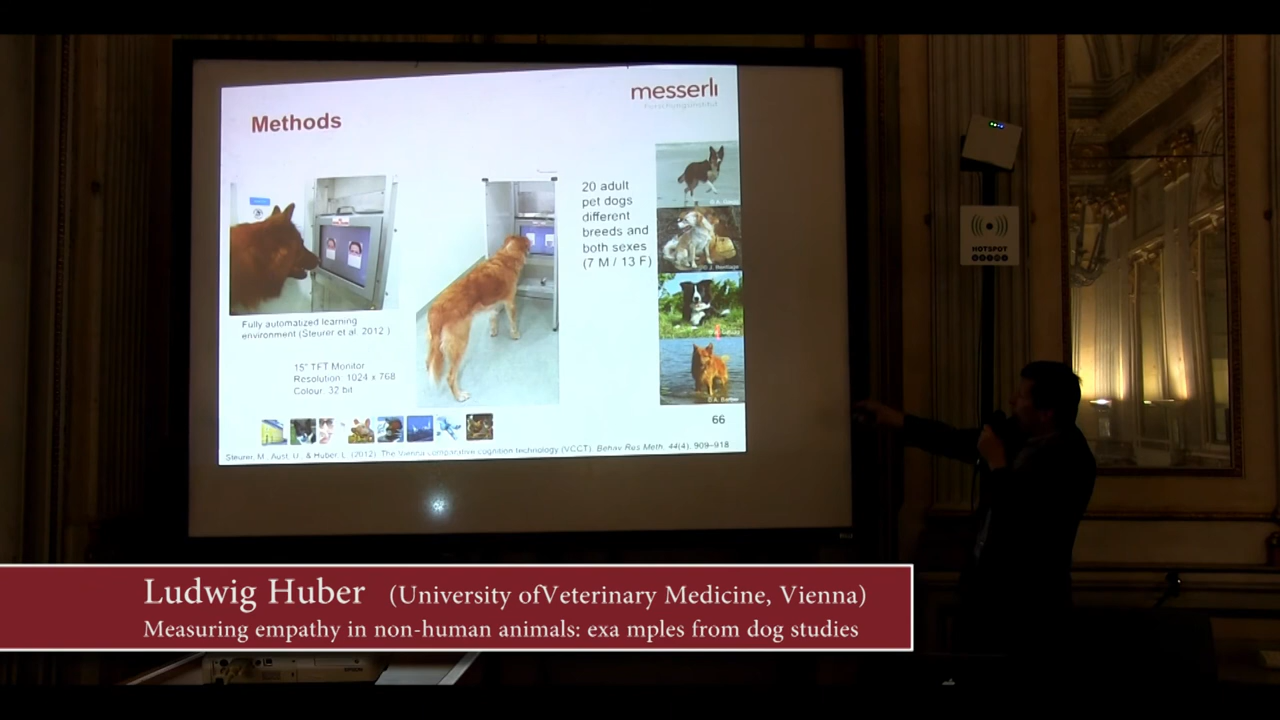 messerli
Forschungsinstitut
Methods
20 adult
pet dogs
different
breeds and
both sexes
(7 M / 13 F)
Fully automatized learning
environment (Steurer et al. 2012 )
15" TFT Monitor
Resolution: 1024 x 768
Colour: 32 bit
66
Steurer, M., Aust, U., & Huber, L. (2012). The Vienna comparative cognition technology (VCCT). Behav Res Meth, 44(4), 909–918
HOTSPOT
Ludwig Huber (University ofVeterinary Medicine, Vienna)
Measuring empathy in non-human animals: exa mples from dog studies
EPSON